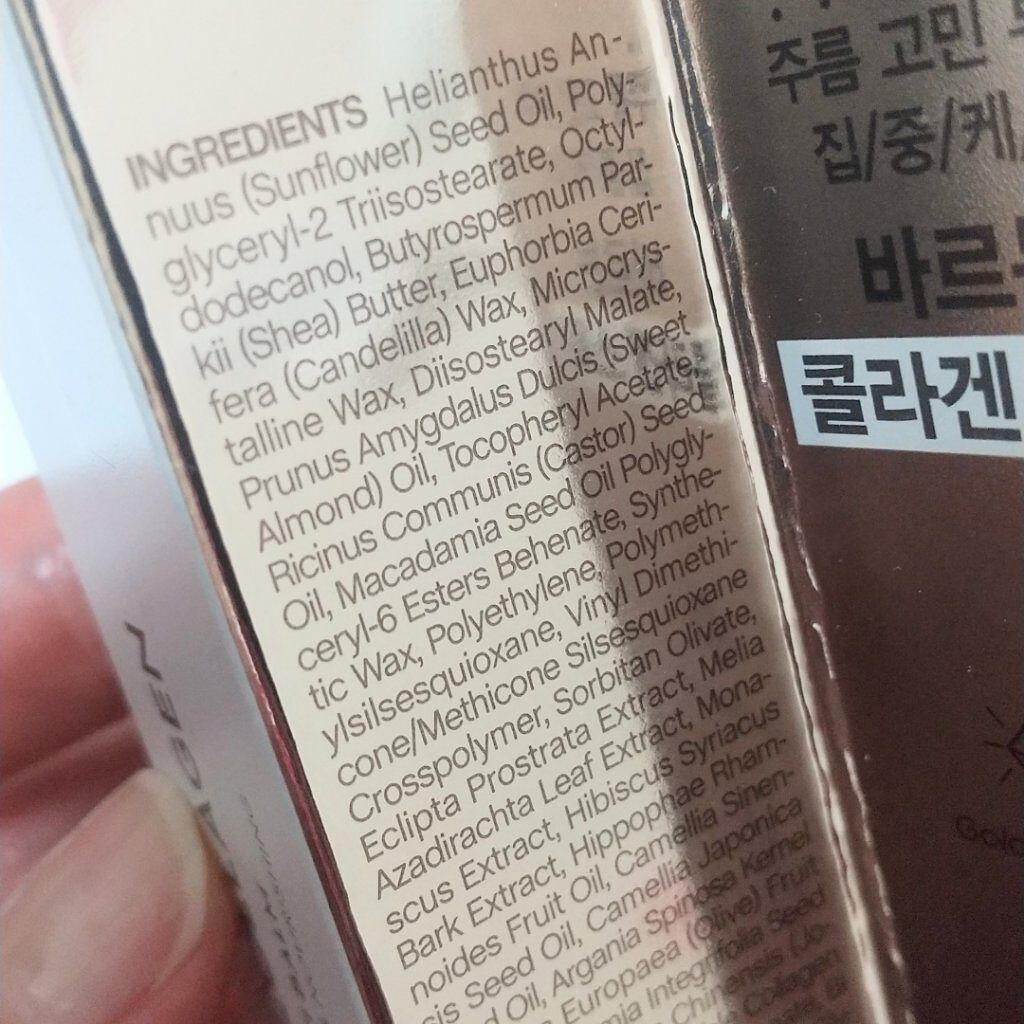 INGREDIENTS Helianthus An-
nuus (Sunflower) Seed Oil, Poly-
glyceryl-2 Triisostearate, Octyl-
dodecanol, Butyrospermum Par-
kii (Shea) Butter, Euphorbia Ceri-
fera (Candelilla) Wax, Microcrys-
talline Wax, Diisostearyl Malate,
Prunus Amygdalus Dulcis (Sweet
Almond) Oil, Tocopheryl Acetate,
Ricinus Communis (Castor) Seed
Oil, Macadamia Seed Oil Polygly-
ceryl-6 Esters Behenate, Synthe-
tic Wax, Polyethylene, Polymeth-
ylsilsesquioxane, Vinyl Dimethi-
cone/Methicone Silsesquioxane
Crosspolymer, Sorbitan Olivate,
Eclipta Prostrata Extract, Melia
Azadirachta Leaf Extract, Mona-
scus Extract, Hibiscus Syriacus
Bark Extract, Hippophae Rham-
noides Fruit Oil, Camellia Sinen-
sis Seed Oil, Camellia Japonica
Oil, Argania Spinosa Kernel
Europaea (Olive) Fruit
Integrifolia Seed
Chinensis (Jo-
Collagen
주름 고민
집/중/케
바르
콜라겐
Gold